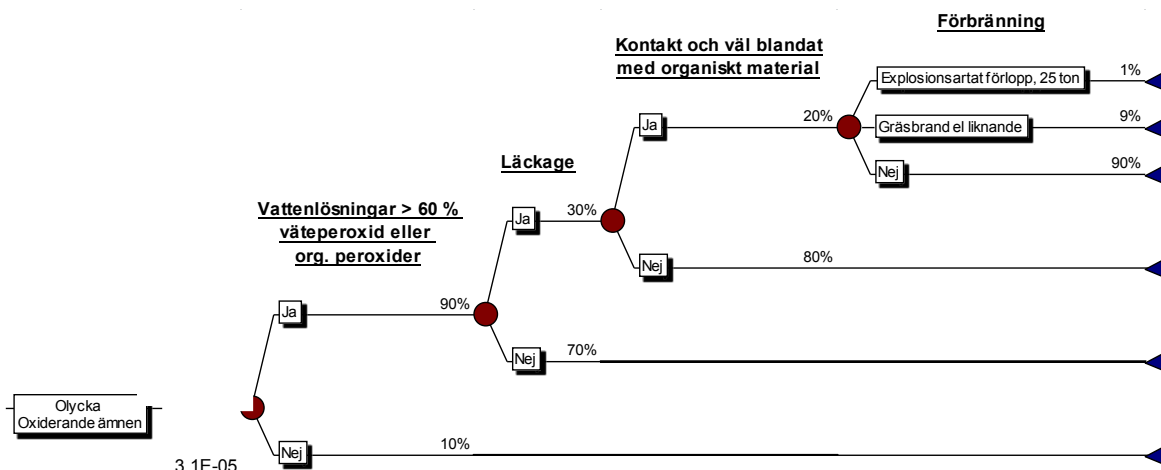 Förbränning
Kontakt och väl blandat
med organiskt material
Explosionsartat förlopp, 25 ton
1%
Ja
20%
Gräsbrand el liknande
9%
Läckage
Nej
90%
Vattenlösningar > 60 %
väteperoxid eller
org. peroxider
Ja
30%
Nej
80%
Ja
90%
Nej
70%
Olycka
Oxiderande ämnen
Nej
10%
3.1E-05